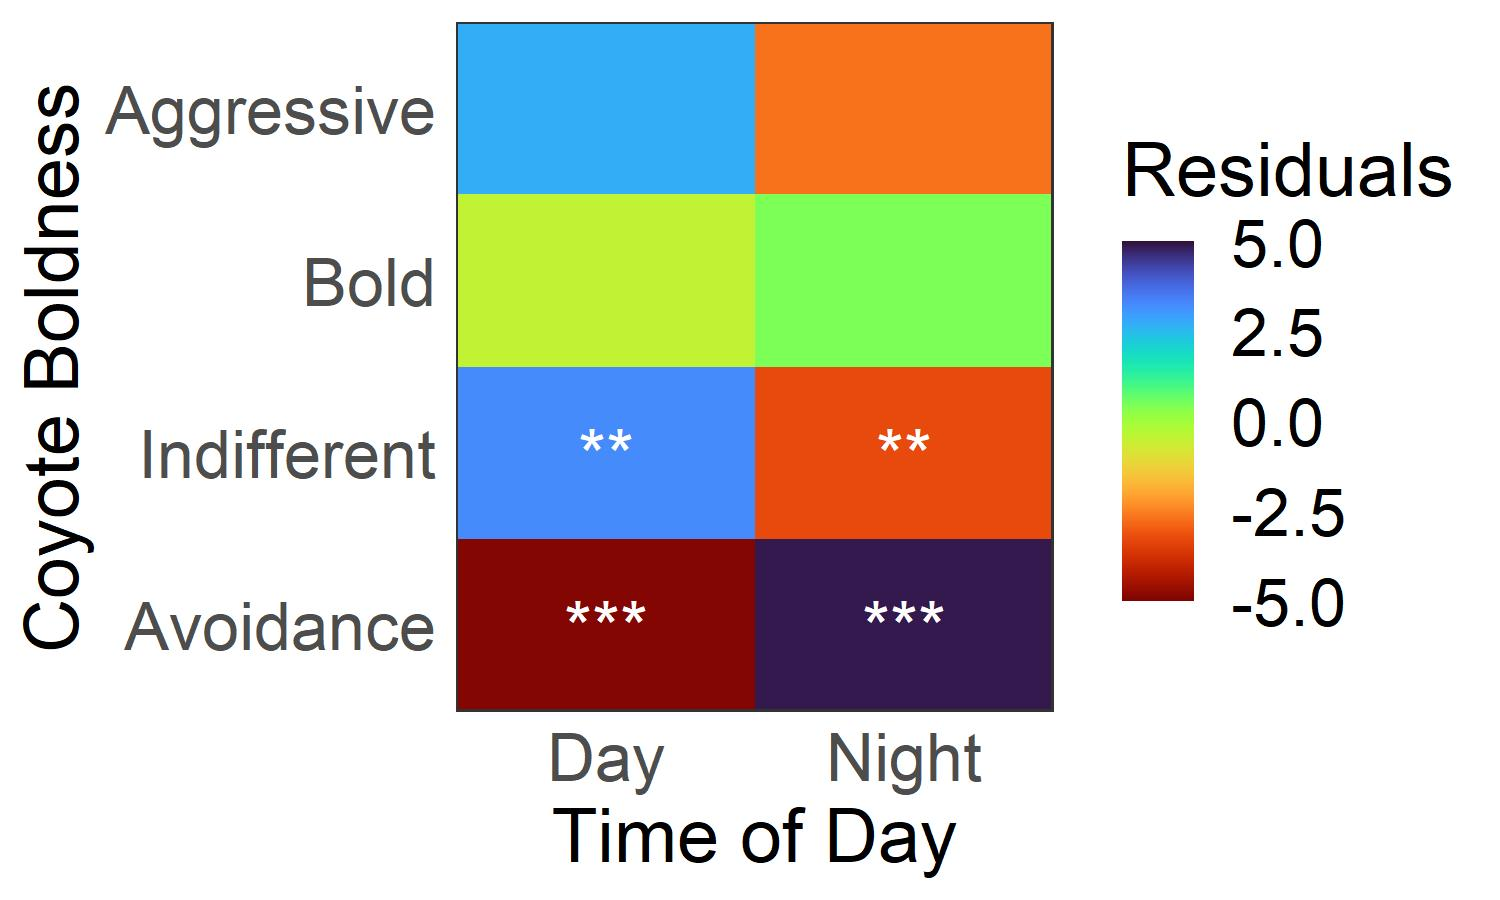 Coyote Boldness
Aggressive
Bold
Indifferent
Avoidance
**
**
***
***
Day
Night
Time of Day
Residuals
5.0
2.5
0.0
-2.5
-5.0